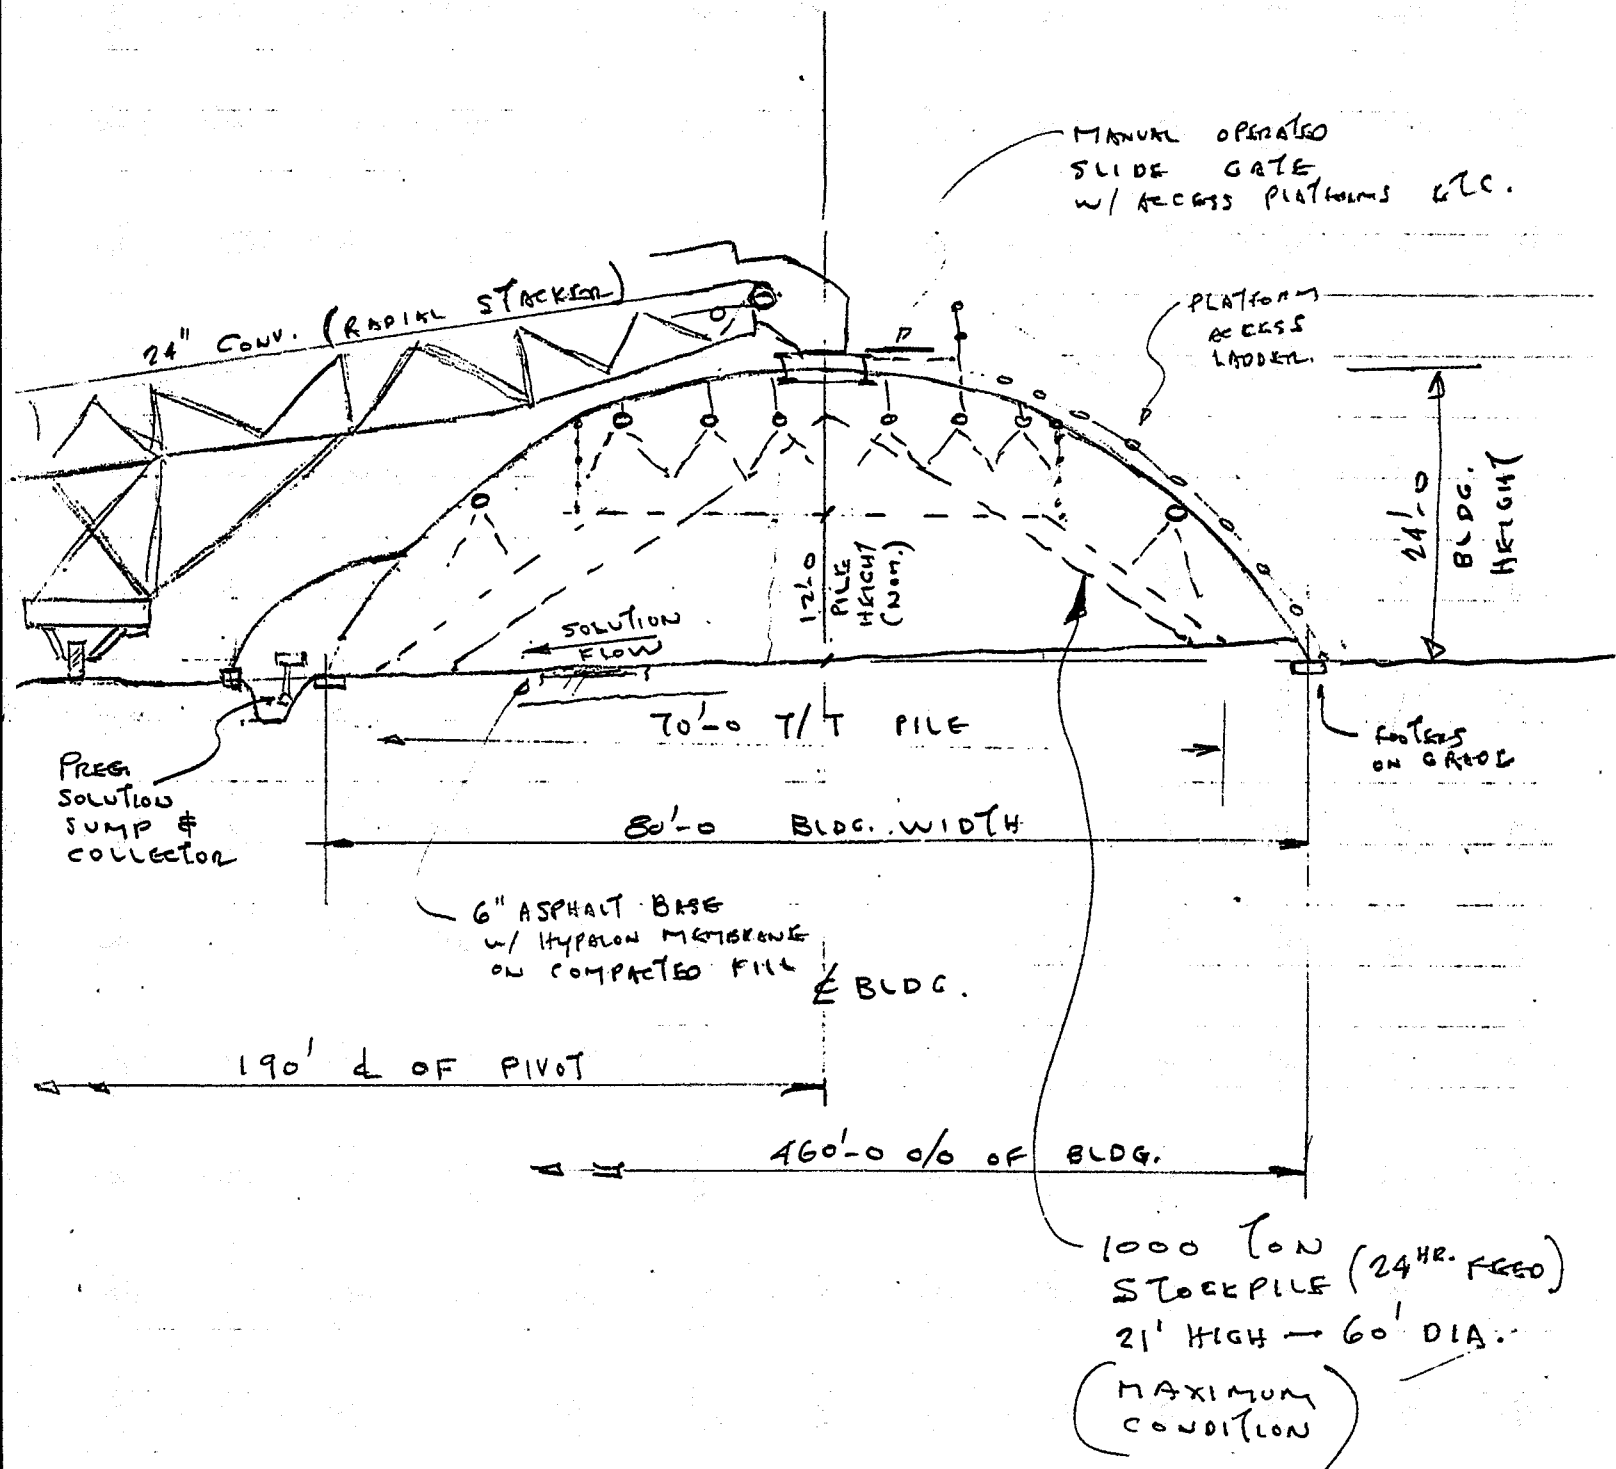 MANUAL OPERATED
SLIDE GATE
W/ ACCESS PLATFORMS ETC.
24" CONV. (RADIAL STACKER)
PLATFORM
ACCESS
LADDER.
24'-0
BLDG.
HEIGHT
12'-0
PILE
HEIGHT
(NOM.)
SOLUTION
FLOW
70'-0 T/T PILE
FOOTERS
ON GRADE
PREG.
SOLUTION
SUMP &
COLLECTOR
80'-0 BLDG. WIDTH
6" ASPHALT BASE
W/ HYPALON MEMBRANE
ON COMPACTED FILL
℄ BLDG.
190' ℄ OF PIVOT
460'-0 O/O OF BLDG.
1000 TON
STOCKPILE (24 HR. FEED)
21' HIGH — 60' DIA.
(MAXIMUM
CONDITION)